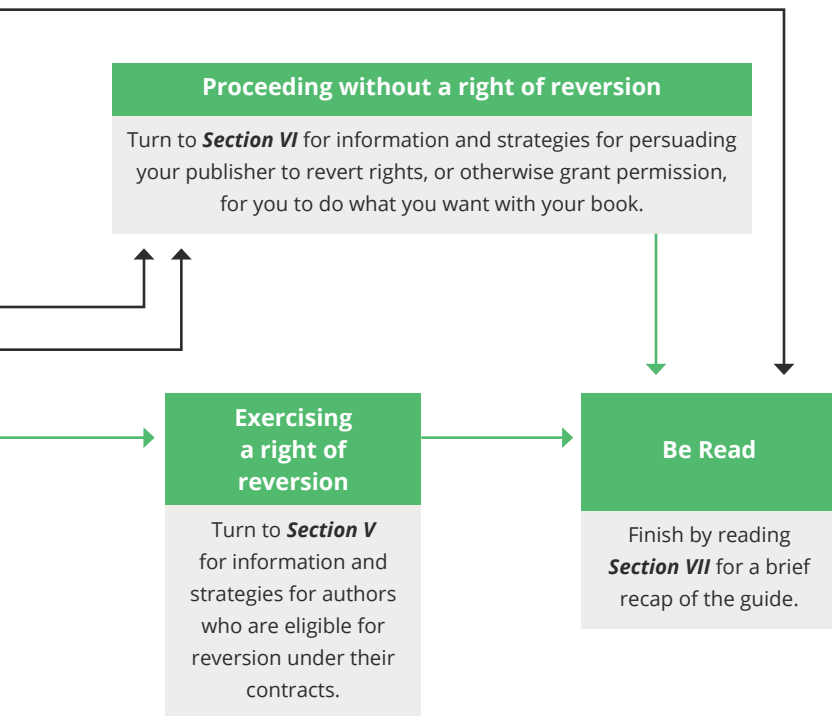 Proceeding without a right of reversion
Turn to Section VI for information and strategies for persuading
your publisher to revert rights, or otherwise grant permission,
for you to do what you want with your book.
Exercising
a right of
reversion
Turn to Section V
for information and
strategies for authors
who are eligible for
reversion under their
contracts.
Be Read
Finish by reading
Section VII for a brief
recap of the guide.